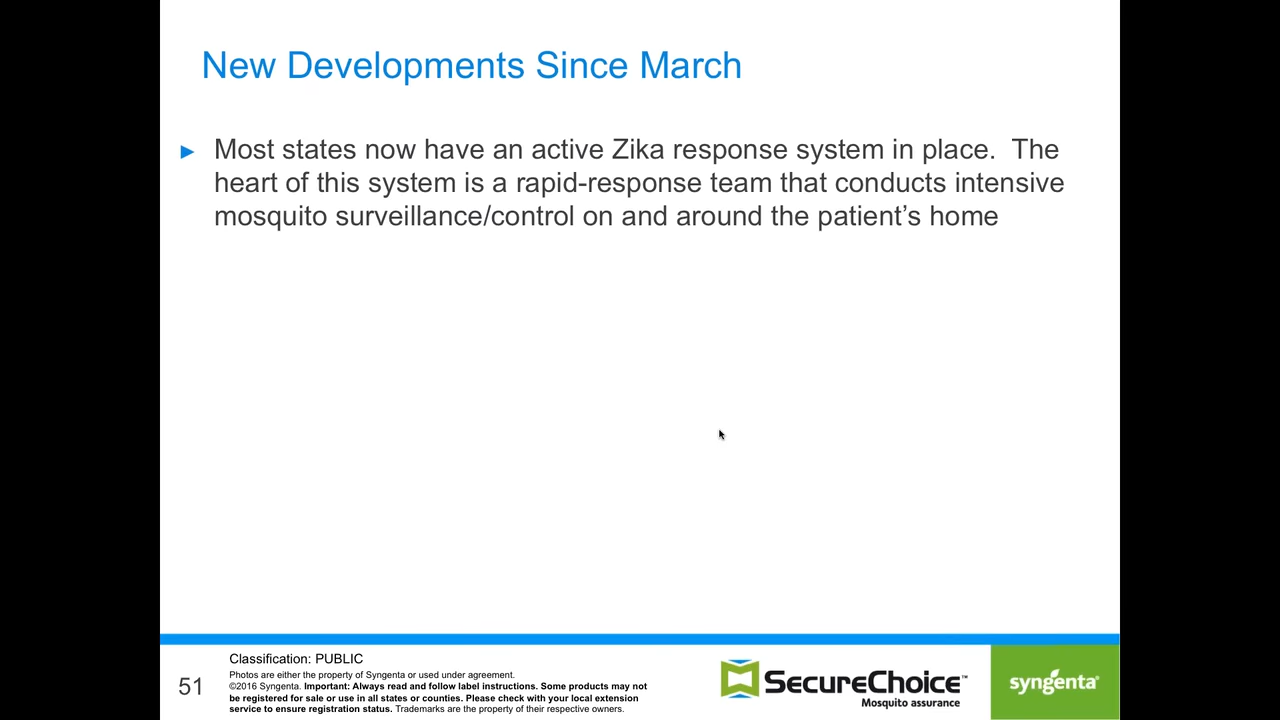 New Developments Since March
► Most states now have an active Zika response system in place.  The
heart of this system is a rapid-response team that conducts intensive
mosquito surveillance/control on and around the patient’s home
Classification: PUBLIC
Photos are either the property of Syngenta or used under agreement.
©2016 Syngenta. Important: Always read and follow label instructions. Some products may not
be registered for sale or use in all states or counties. Please check with your local extension
service to ensure registration status. Trademarks are the property of their respective owners.
51
SecureChoice™
Mosquito assurance
syngenta®